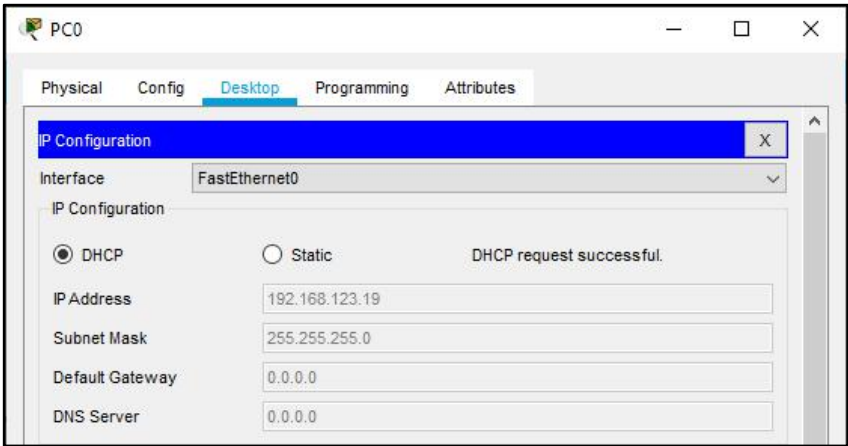 PC0
Physical Config Desktop Programming Attributes
IP Configuration X
Interface FastEthernet0
IP Configuration
DHCP Static DHCP request successful.
IP Address 192.168.123.19
Subnet Mask 255.255.255.0
Default Gateway 0.0.0.0
DNS Server 0.0.0.0